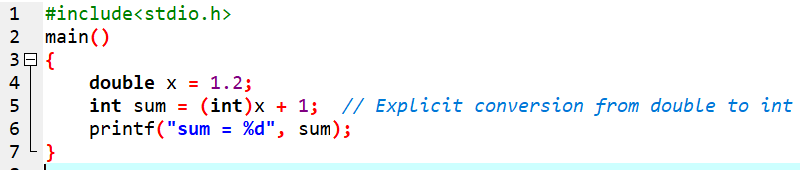 1 #include<stdio.h>
2 main()
3 {
4 double x = 1.2;
5 int sum = (int)x + 1; // Explicit conversion from double to int
6 printf("sum = %d", sum);
7 }